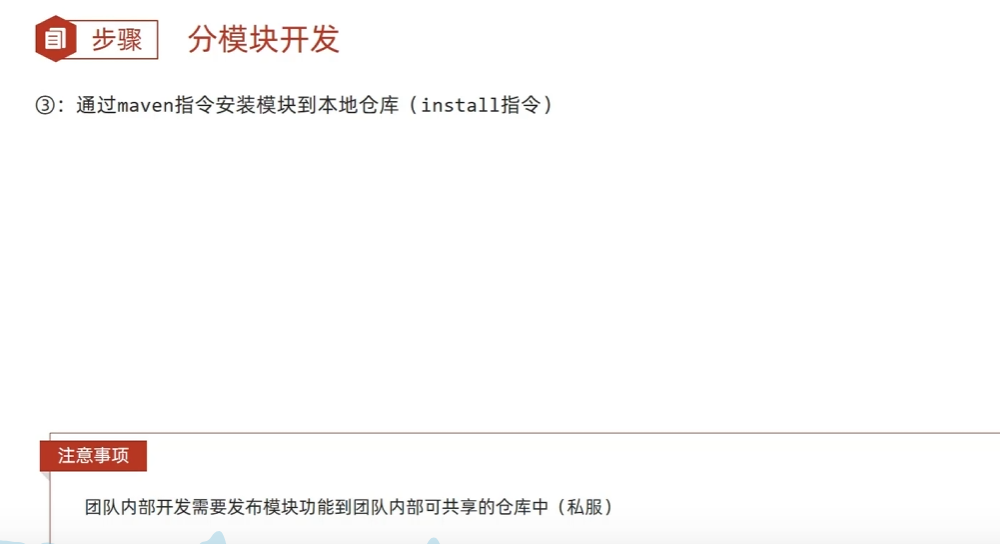 步骤 分模块开发
③：通过maven指令安装模块到本地仓库（install指令）
注意事项
团队内部开发需要发布模块功能到团队内部可共享的仓库中（私服）